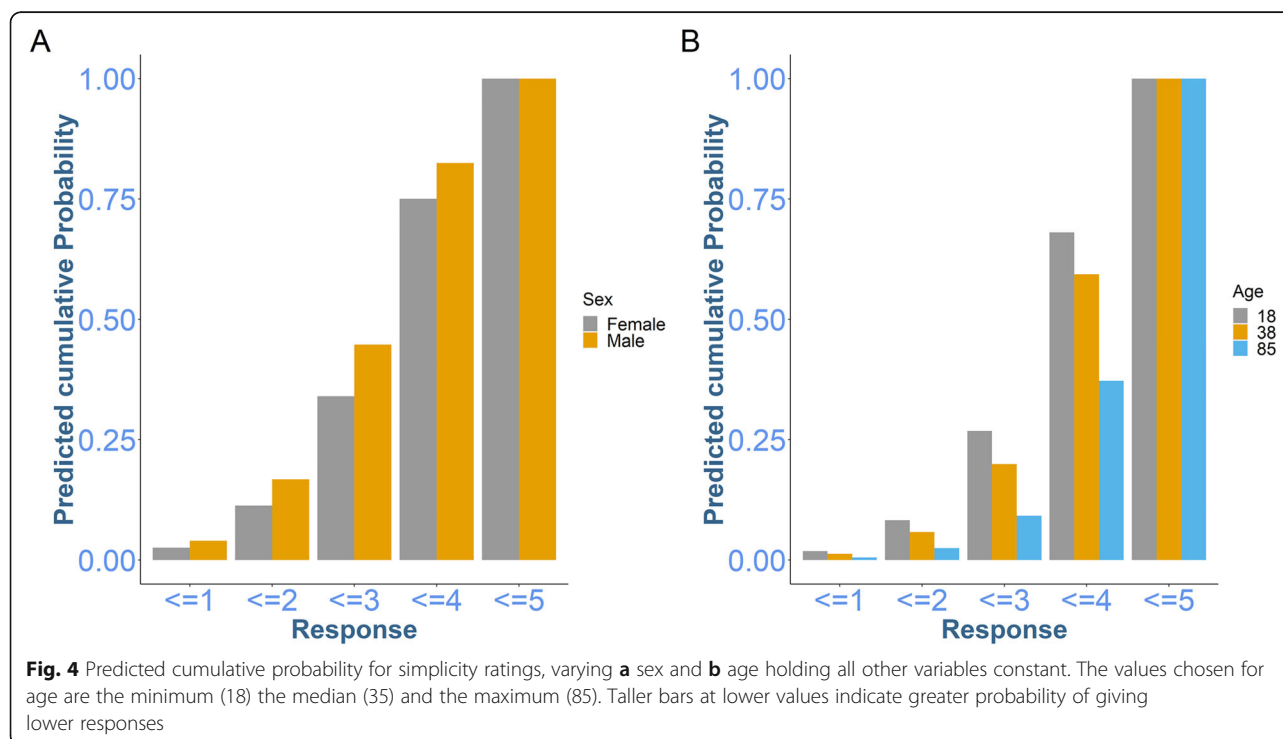 A
Predicted cumulative Probability
1.00
0.75
0.50
0.25
0.00
<=1 <=2 <=3 <=4 <=5
Response
Sex
Female
Male
B
Predicted cumulative Probability
1.00
0.75
0.50
0.25
0.00
<=1 <=2 <=3 <=4 <=5
Response
Age
18
38
85
Fig. 4 Predicted cumulative probability for simplicity ratings, varying a sex and b age holding all other variables constant. The values chosen for
age are the minimum (18) the median (35) and the maximum (85). Taller bars at lower values indicate greater probability of giving
lower responses